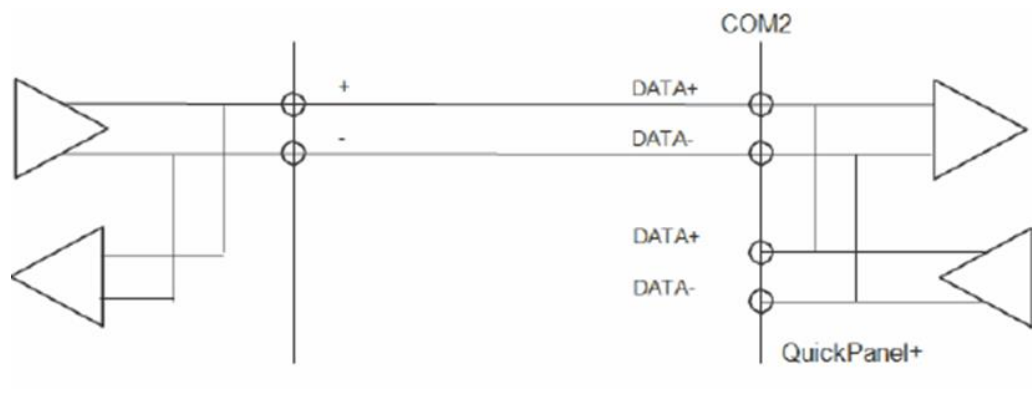 COM2
+ DATA+
- DATA-
DATA+
DATA-
QuickPanel+